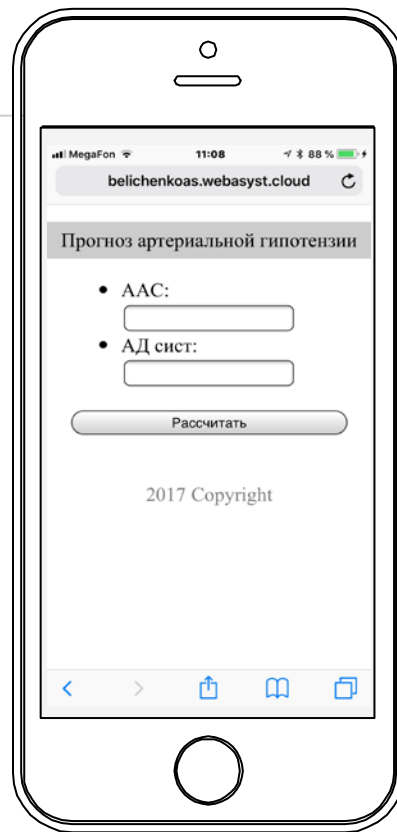 MegaFon 11:08 88 %
belichenkoas.webasyst.cloud
Прогноз артериальной гипотензии
• ААС:
• АД сист:
Рассчитать
2017 Copyright